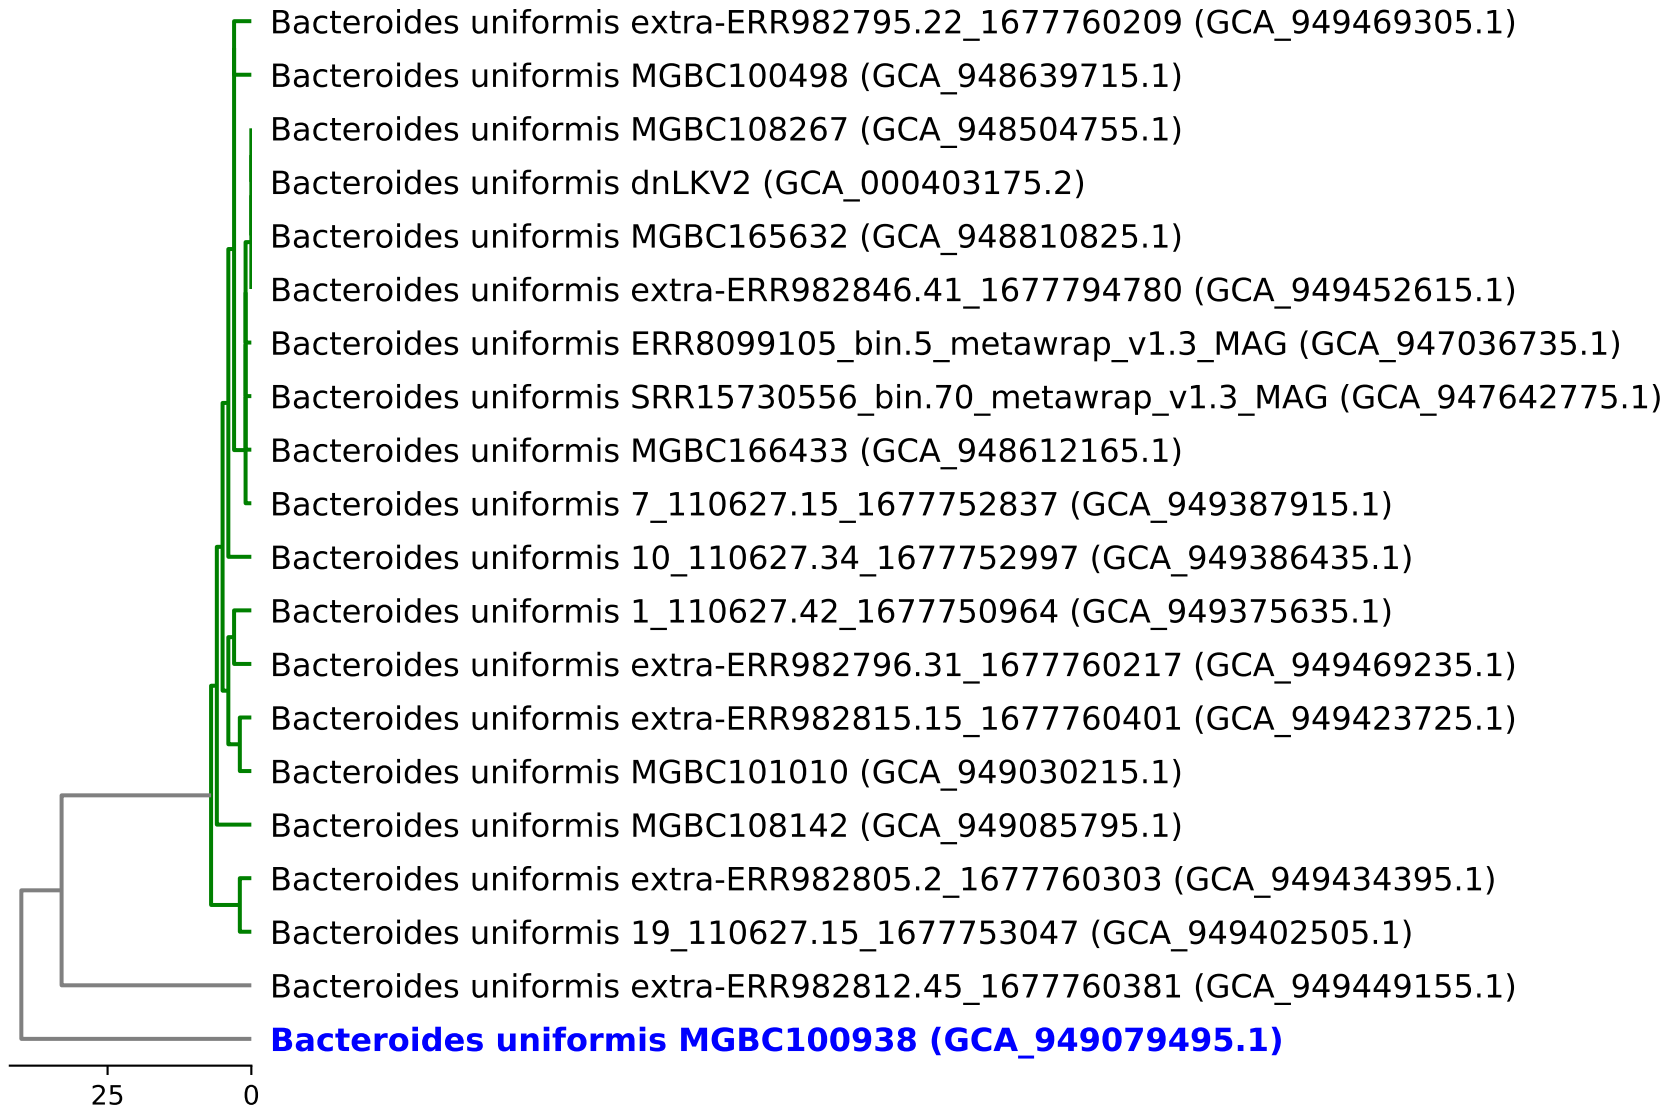 Bacteroides uniformis extra-ERR982795.22_1677760209 (GCA_949469305.1)
Bacteroides uniformis MGBC100498 (GCA_948639715.1)
Bacteroides uniformis MGBC108267 (GCA_948504755.1)
Bacteroides uniformis dnLKV2 (GCA_000403175.2)
Bacteroides uniformis MGBC165632 (GCA_948810825.1)
Bacteroides uniformis extra-ERR982846.41_1677794780 (GCA_949452615.1)
Bacteroides uniformis ERR8099105_bin.5_metawrap_v1.3_MAG (GCA_947036735.1)
Bacteroides uniformis SRR15730556_bin.70_metawrap_v1.3_MAG (GCA_947642775.1)
Bacteroides uniformis MGBC166433 (GCA_948612165.1)
Bacteroides uniformis 7_110627.15_1677752837 (GCA_949387915.1)
Bacteroides uniformis 10_110627.34_1677752997 (GCA_949386435.1)
Bacteroides uniformis 1_110627.42_1677750964 (GCA_949375635.1)
Bacteroides uniformis extra-ERR982796.31_1677760217 (GCA_949469235.1)
Bacteroides uniformis extra-ERR982815.15_1677760401 (GCA_949423725.1)
Bacteroides uniformis MGBC101010 (GCA_949030215.1)
Bacteroides uniformis MGBC108142 (GCA_949085795.1)
Bacteroides uniformis extra-ERR982805.2_1677760303 (GCA_949434395.1)
Bacteroides uniformis 19_110627.15_1677753047 (GCA_949402505.1)
Bacteroides uniformis extra-ERR982812.45_1677760381 (GCA_949449155.1)
Bacteroides uniformis MGBC100938 (GCA_949079495.1)
25 0